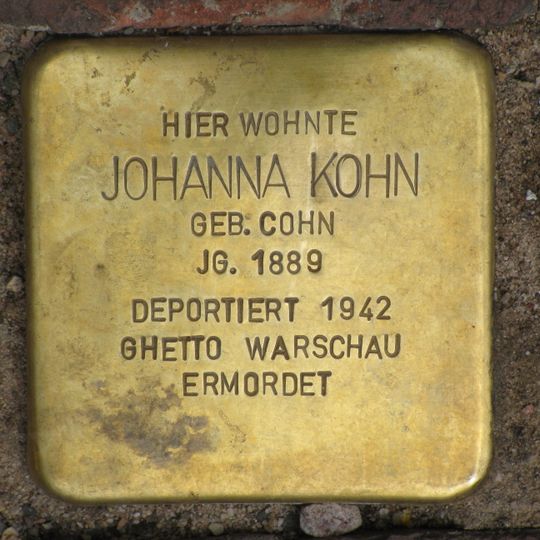 HIER WOHNTE
JOHANNA KOHN
GEB. COHN
JG. 1889
DEPORTIERT 1942
GHETTO WARSCHAU
ERMORDET